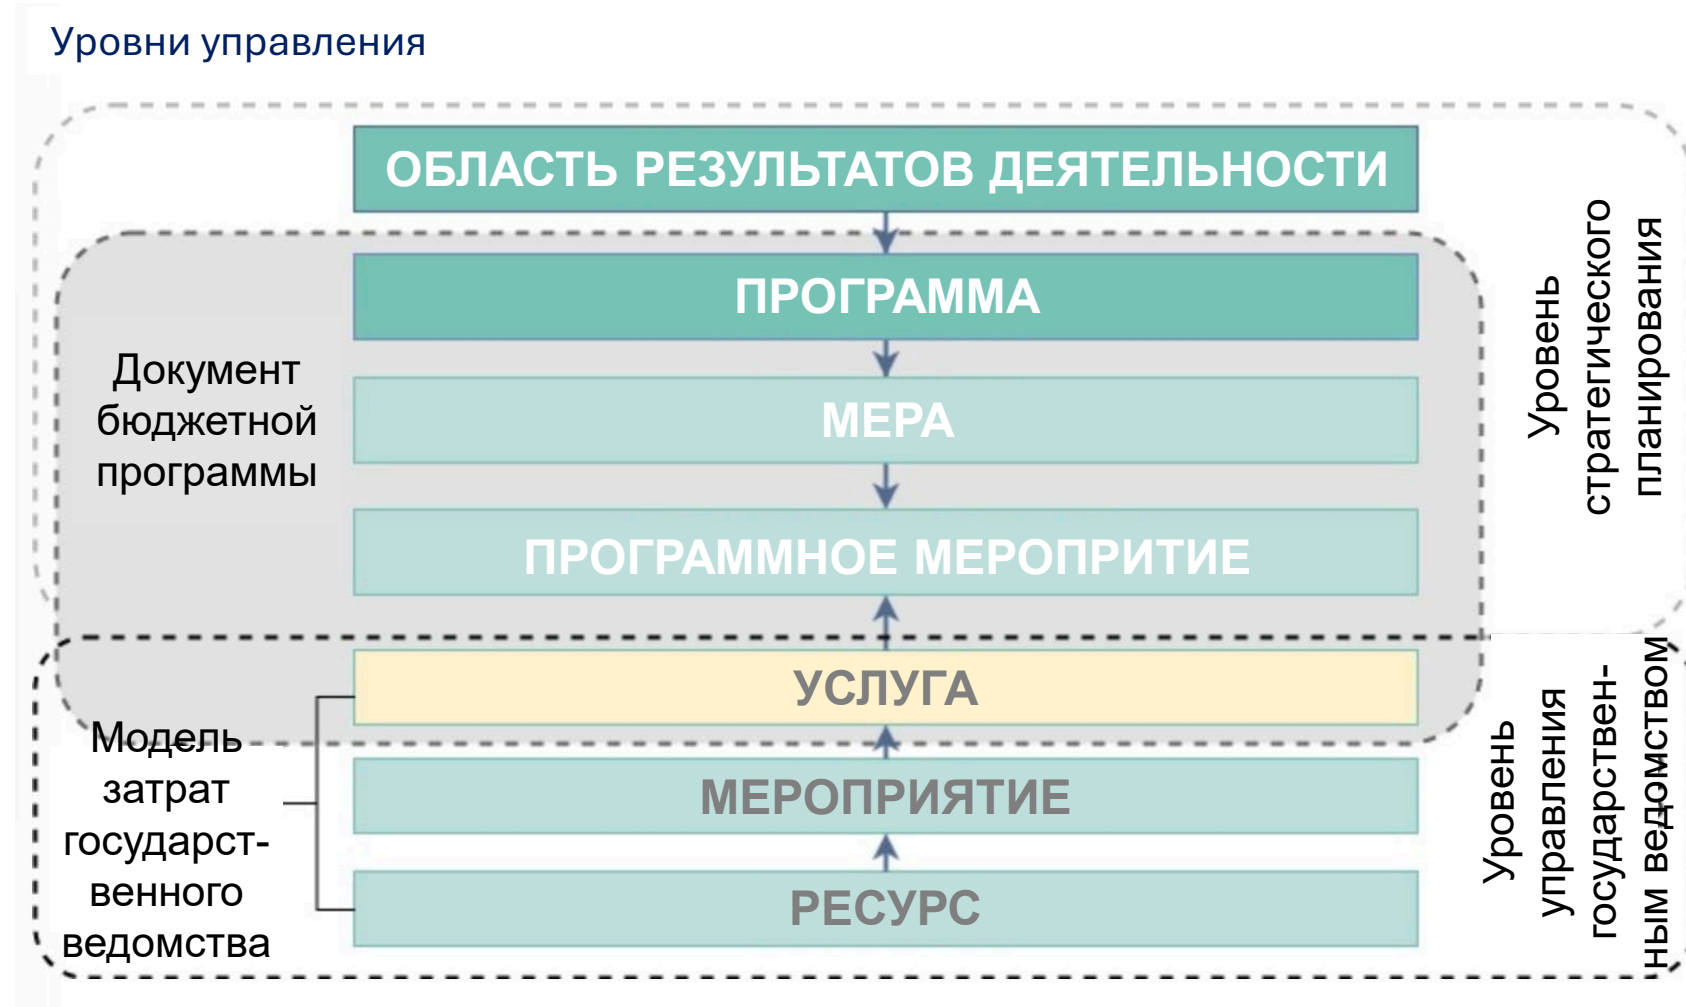 Уровни управления
ОБЛАСТЬ РЕЗУЛЬТАТОВ ДЕЯТЕЛЬНОСТИ
ПРОГРАММА
МЕРА
ПРОГРАММНОЕ МЕРОПРИТИЕ
УСЛУГА
МЕРОПРИЯТИЕ
РЕСУРС
Документ
бюджетной
программы
Модель
затрат
государст-
венного
ведомства
Уровень
стратегического
планирования
Уровень
управления
государствен-
ным ведомством